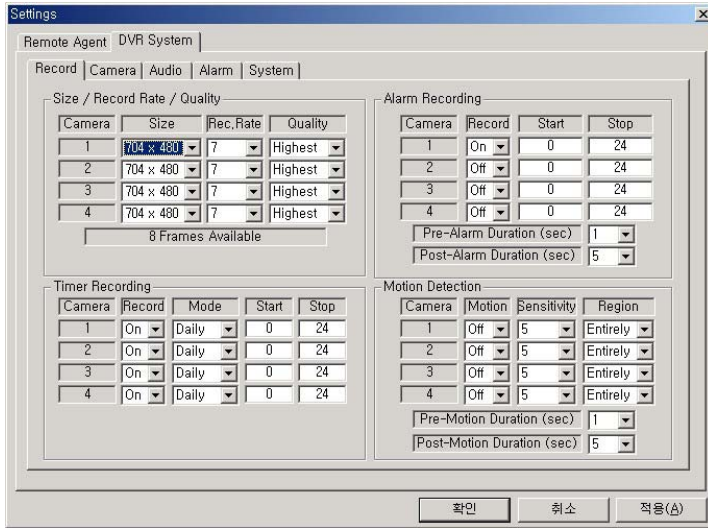 Settings
Remote Agent DVR System
Record Camera Audio Alarm System
Size / Record Rate / Quality
Camera Size Rec,Rate Quality
1 704 x 480 7 Highest
2 704 x 480 7 Highest
3 704 x 480 7 Highest
4 704 x 480 7 Highest
8 Frames Available
Alarm Recording
Camera Record Start Stop
1 On 0 24
2 Off 0 24
3 Off 0 24
4 Off 0 24
Pre-Alarm Duration (sec) 1
Post-Alarm Duration (sec) 5
Timer Recording
Camera Record Mode Start Stop
1 On Daily 0 24
2 On Daily 0 24
3 On Daily 0 24
4 On Daily 0 24
Motion Detection
Camera Motion Sensitivity Region
1 Off 5 Entirely
2 Off 5 Entirely
3 Off 5 Entirely
4 Off 5 Entirely
Pre-Motion Duration (sec) 1
Post-Motion Duration (sec) 5
확인 취소 적용(A)